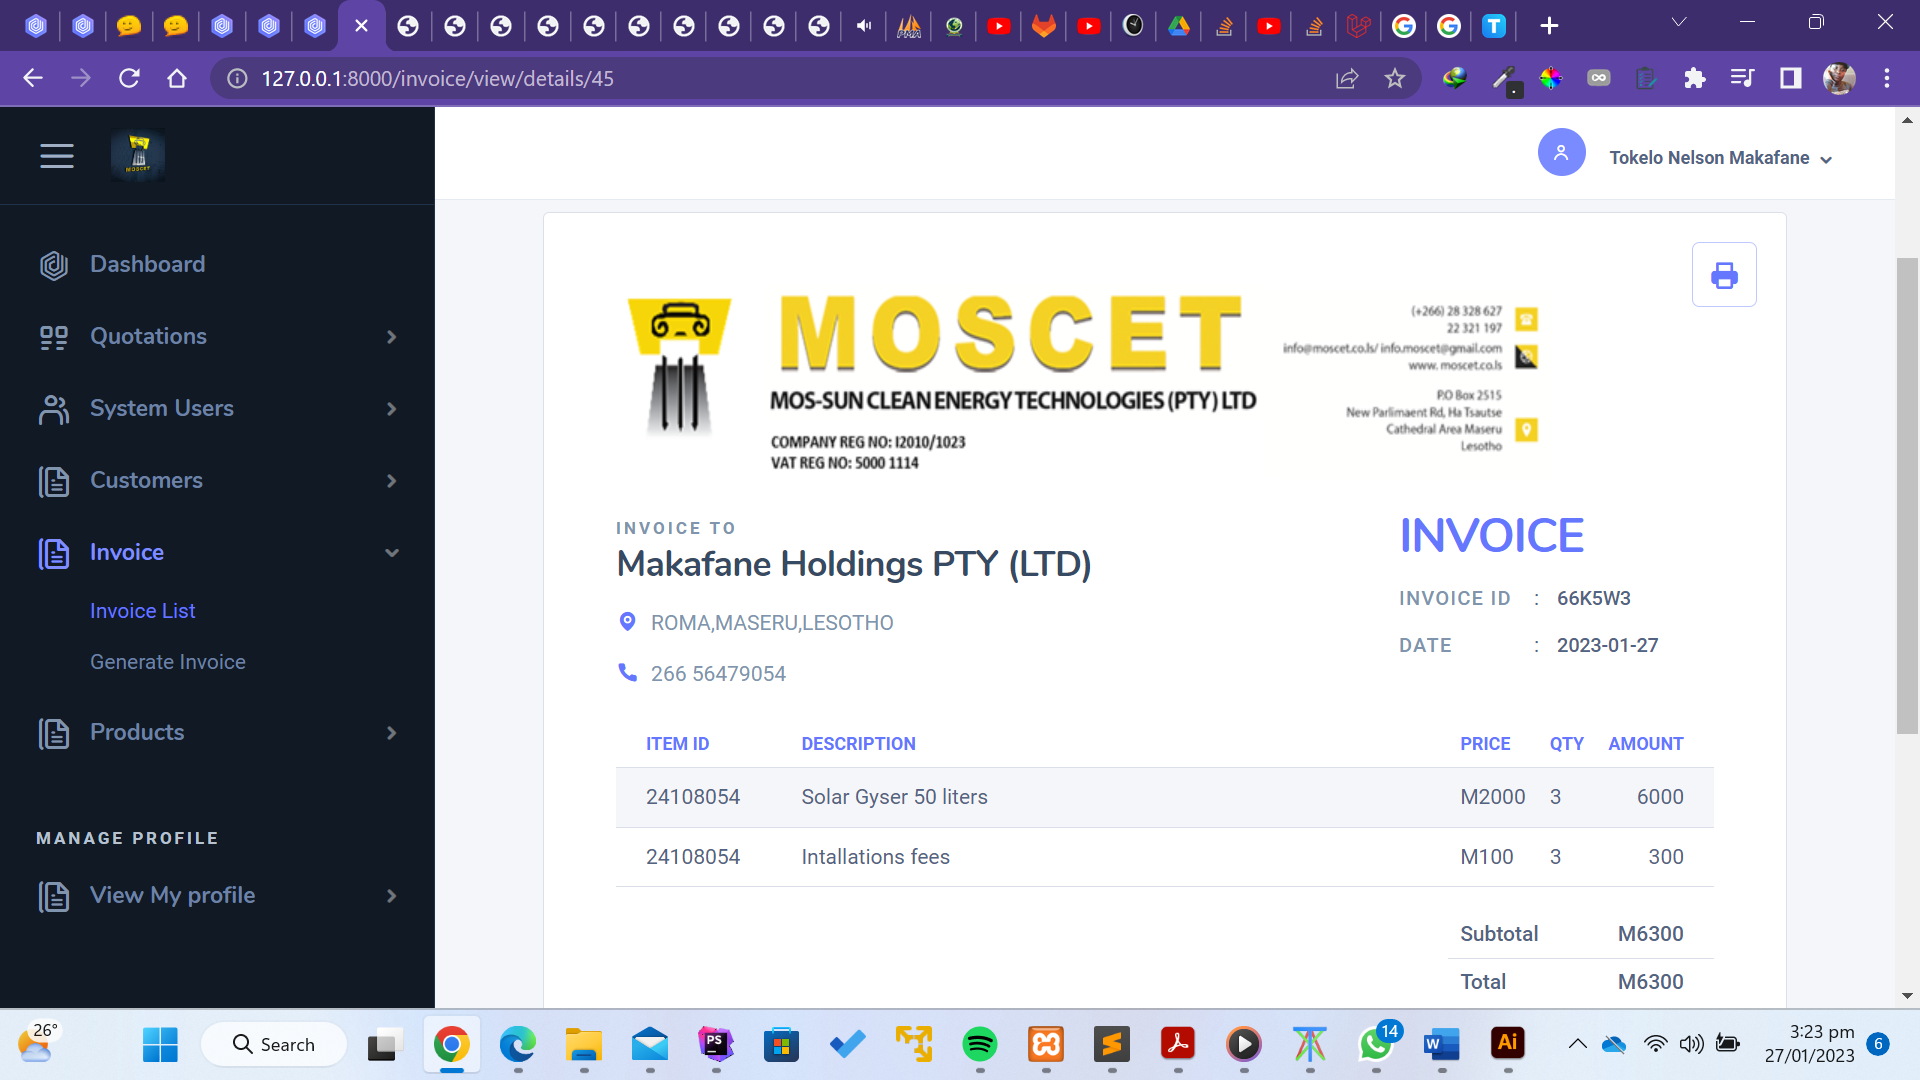 127.0.0.1:8000/invoice/view/details/45
MOSCET
Tokelo Nelson Makafane
Dashboard
Quotations
System Users
Customers
Invoice
Invoice List
Generate Invoice
Products
MANAGE PROFILE
View My profile
MOSCET
MOS-SUN CLEAN ENERGY TECHNOLOGIES (PTY) LTD
COMPANY REG NO: I2010/1023
VAT REG NO: 5000 1114
(+266) 28 328 627
22 321 197
info@moscet.co.ls/ info.moscet@gmail.com
www. moscet.co.ls
P.O Box 2515
New Parlimaent Rd, Ha Tsautse
Cathedral Area Maseru
Lesotho
INVOICE TO
Makafane Holdings PTY (LTD)
ROMA,MASERU,LESOTHO
266 56479054
INVOICE
INVOICE ID : 66K5W3
DATE : 2023-01-27
ITEM ID DESCRIPTION PRICE QTY AMOUNT
24108054 Solar Gyser 50 liters M2000 3 6000
24108054 Intallations fees M100 3 300
Subtotal M6300
Total M6300
26°
Search
PS
14
W
Ai
3:23 pm
27/01/2023
6